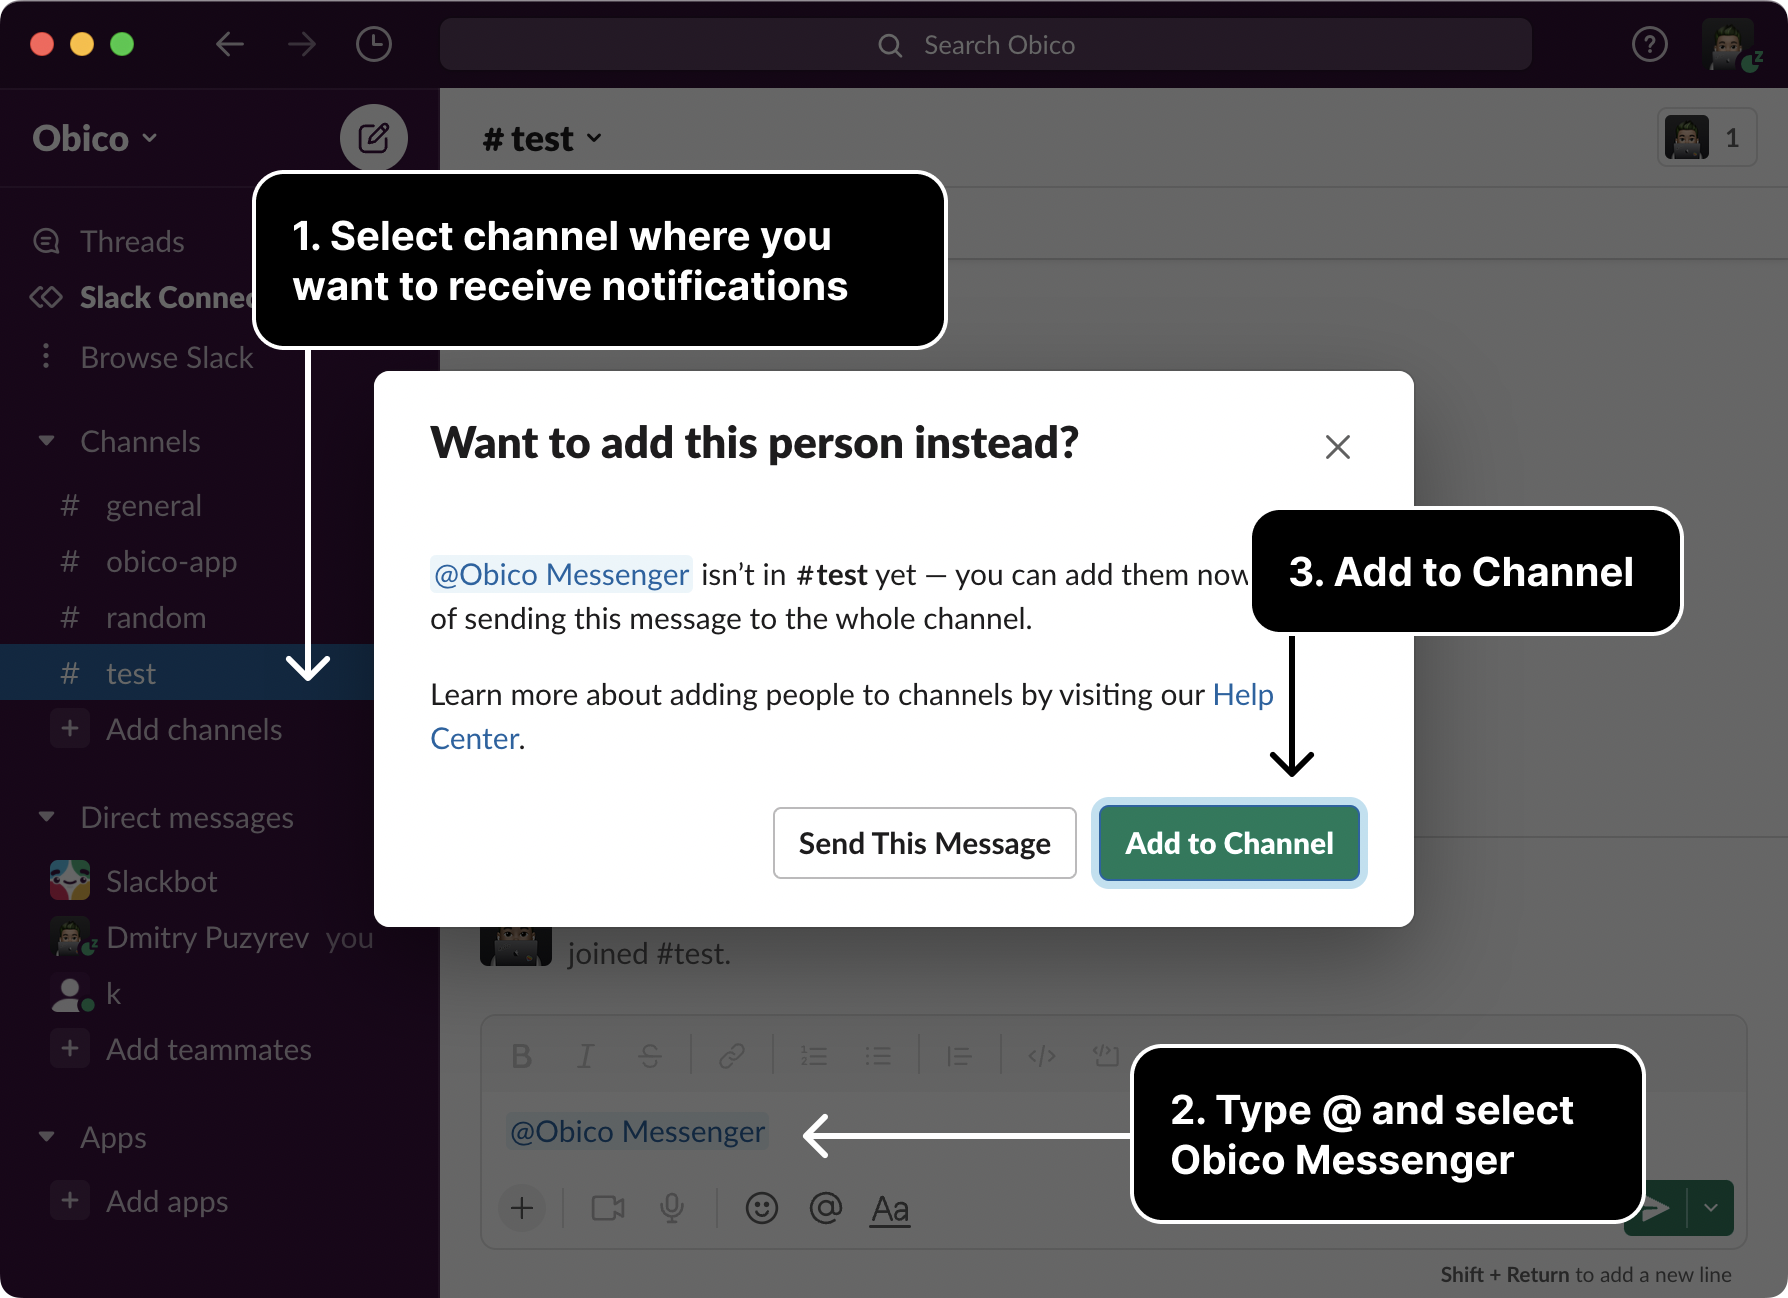 Search Obico
Obico
# test
1
1. Select channel where you
want to receive notifications
Threads
Slack Connec
Browse Slack
Channels
# general
# obico-app
# random
# test
+ Add channels
Direct messages
Slackbot
Dmitry Puzyrev you
k
+ Add teammates
Apps
+ Add apps
Want to add this person instead?
@Obico Messenger isn’t in #test yet — you can add them now
of sending this message to the whole channel.
Learn more about adding people to channels by visiting our Help
Center.
3. Add to Channel
Send This Message
Add to Channel
joined #test.
@Obico Messenger
2. Type @ and select
Obico Messenger
Aa
Shift + Return to add a new line